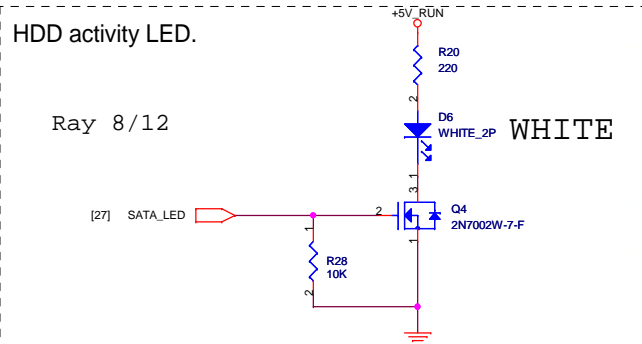 +5V_RUN
HDD activity LED.
R20
220
2
Ray 8/12
D6
WHITE_2P
WHITE
1
3
[27] SATA_LED
2
Q4
2N7002W-7-F
1
1
R28
10K
2